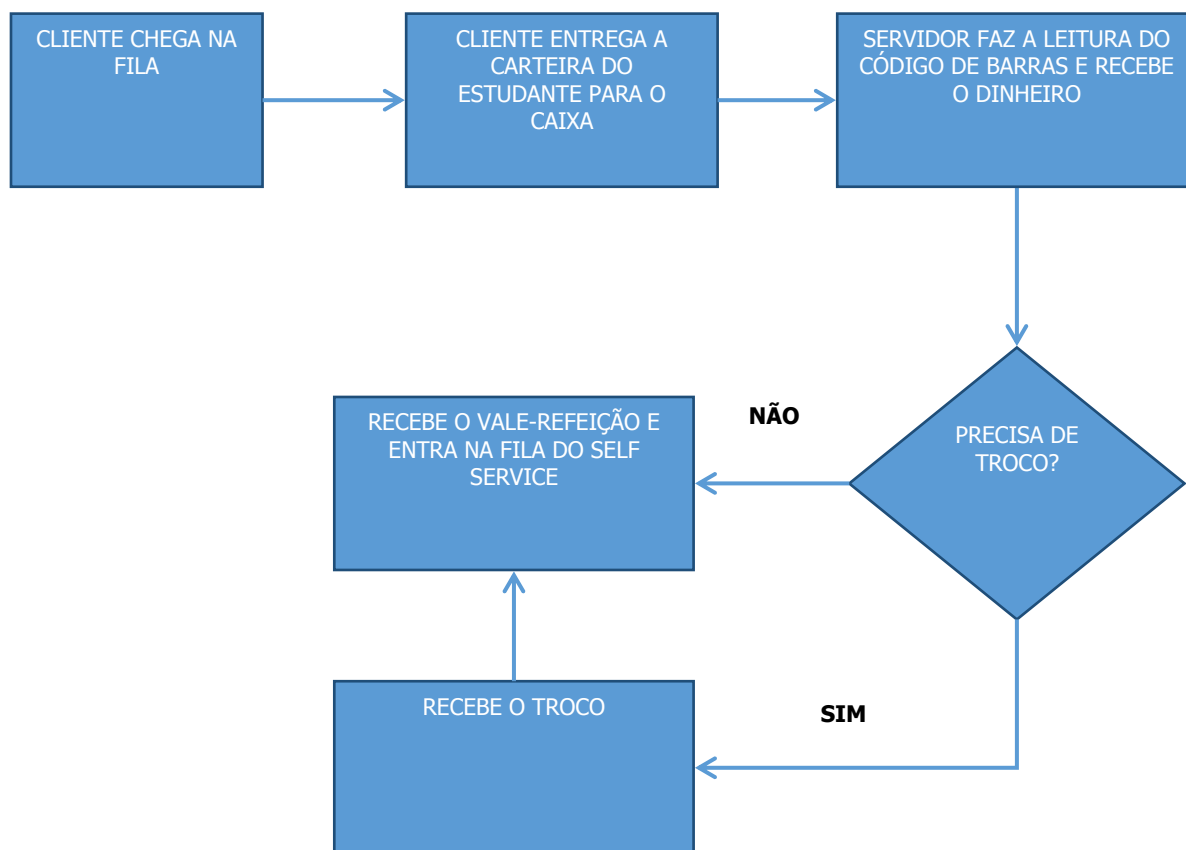 CLIENTE CHEGA NA
FILA
CLIENTE ENTREGA A
CARTEIRA DO
ESTUDANTE PARA O
CAIXA
SERVIDOR FAZ A LEITURA DO
CÓDIGO DE BARRAS E RECEBE
O DINHEIRO
PRECISA DE
TROCO?
NÃO
RECEBE O VALE-REFEIÇÃO E
ENTRA NA FILA DO SELF
SERVICE
SIM
RECEBE O TROCO